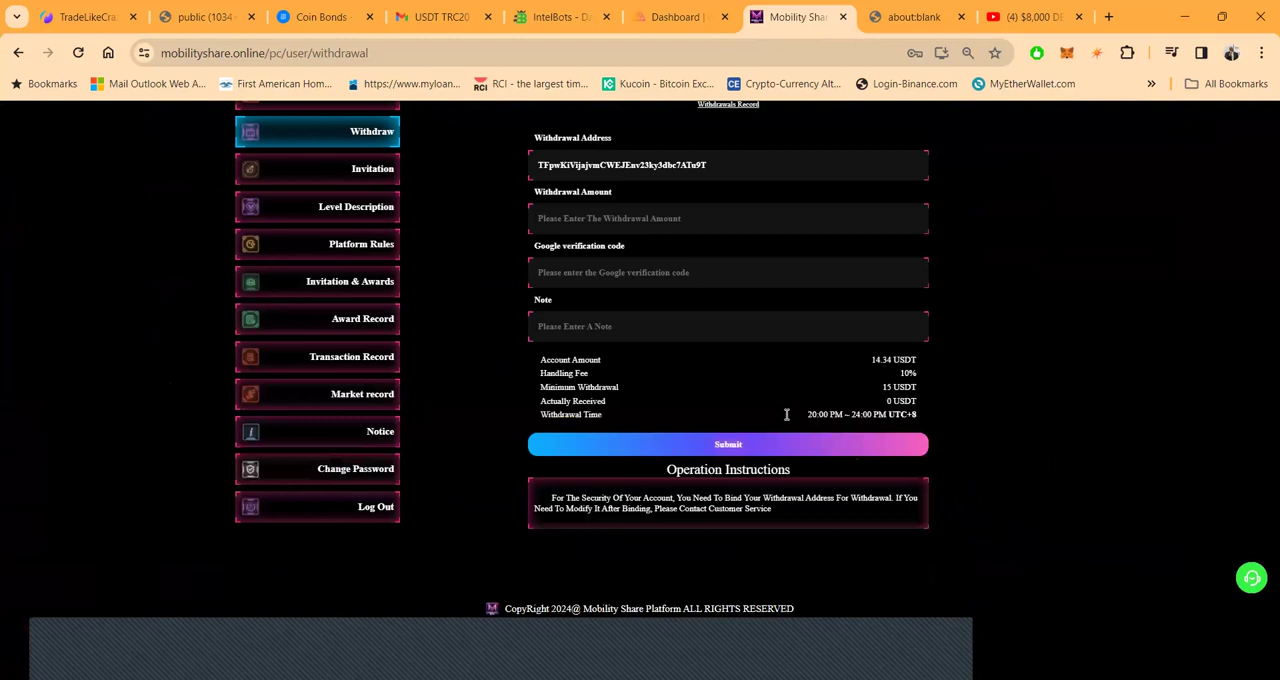 TradeLikeCra
public (1034
Coin Bonds -
USDT TRC20
IntelBots - Da
Dashboard |
Mobility Sha
about:blank
(4) $8,000 DE
mobilityshare.online/pc/user/withdrawal
Bookmarks
Mail Outlook Web A...
First American Hom...
https://www.myloan...
RCI - the largest tim...
Kucoin - Bitcoin Exc...
Crypto-Currency Alt...
Login-Binance.com
MyEtherWallet.com
»
All Bookmarks
Withdrawals Record
Withdraw
Invitation
Level Description
Platform Rules
Invitation & Awards
Award Record
Transaction Record
Market record
Notice
Change Password
Log Out
Withdrawal Address
TFpwKiVijajvmCWEJEnv23ky3dbc7ATu9T
Withdrawal Amount
Please Enter The Withdrawal Amount
Google verification code
Please enter the Google verification code
Note
Please Enter A Note
Account Amount 14.34 USDT
Handling Fee 10%
Minimum Withdrawal 15 USDT
Actually Received 0 USDT
Withdrawal Time 20:00 PM ~ 24:00 PM UTC+8
Submit
Operation Instructions
For The Security Of Your Account, You Need To Bind Your Withdrawal Address For Withdrawal. If You
Need To Modify It After Binding, Please Contact Customer Service
CopyRight 2024@ Mobility Share Platform ALL RIGHTS RESERVED